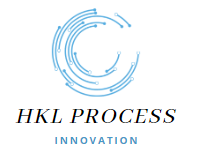 HKL PROCESS
INNOVATION